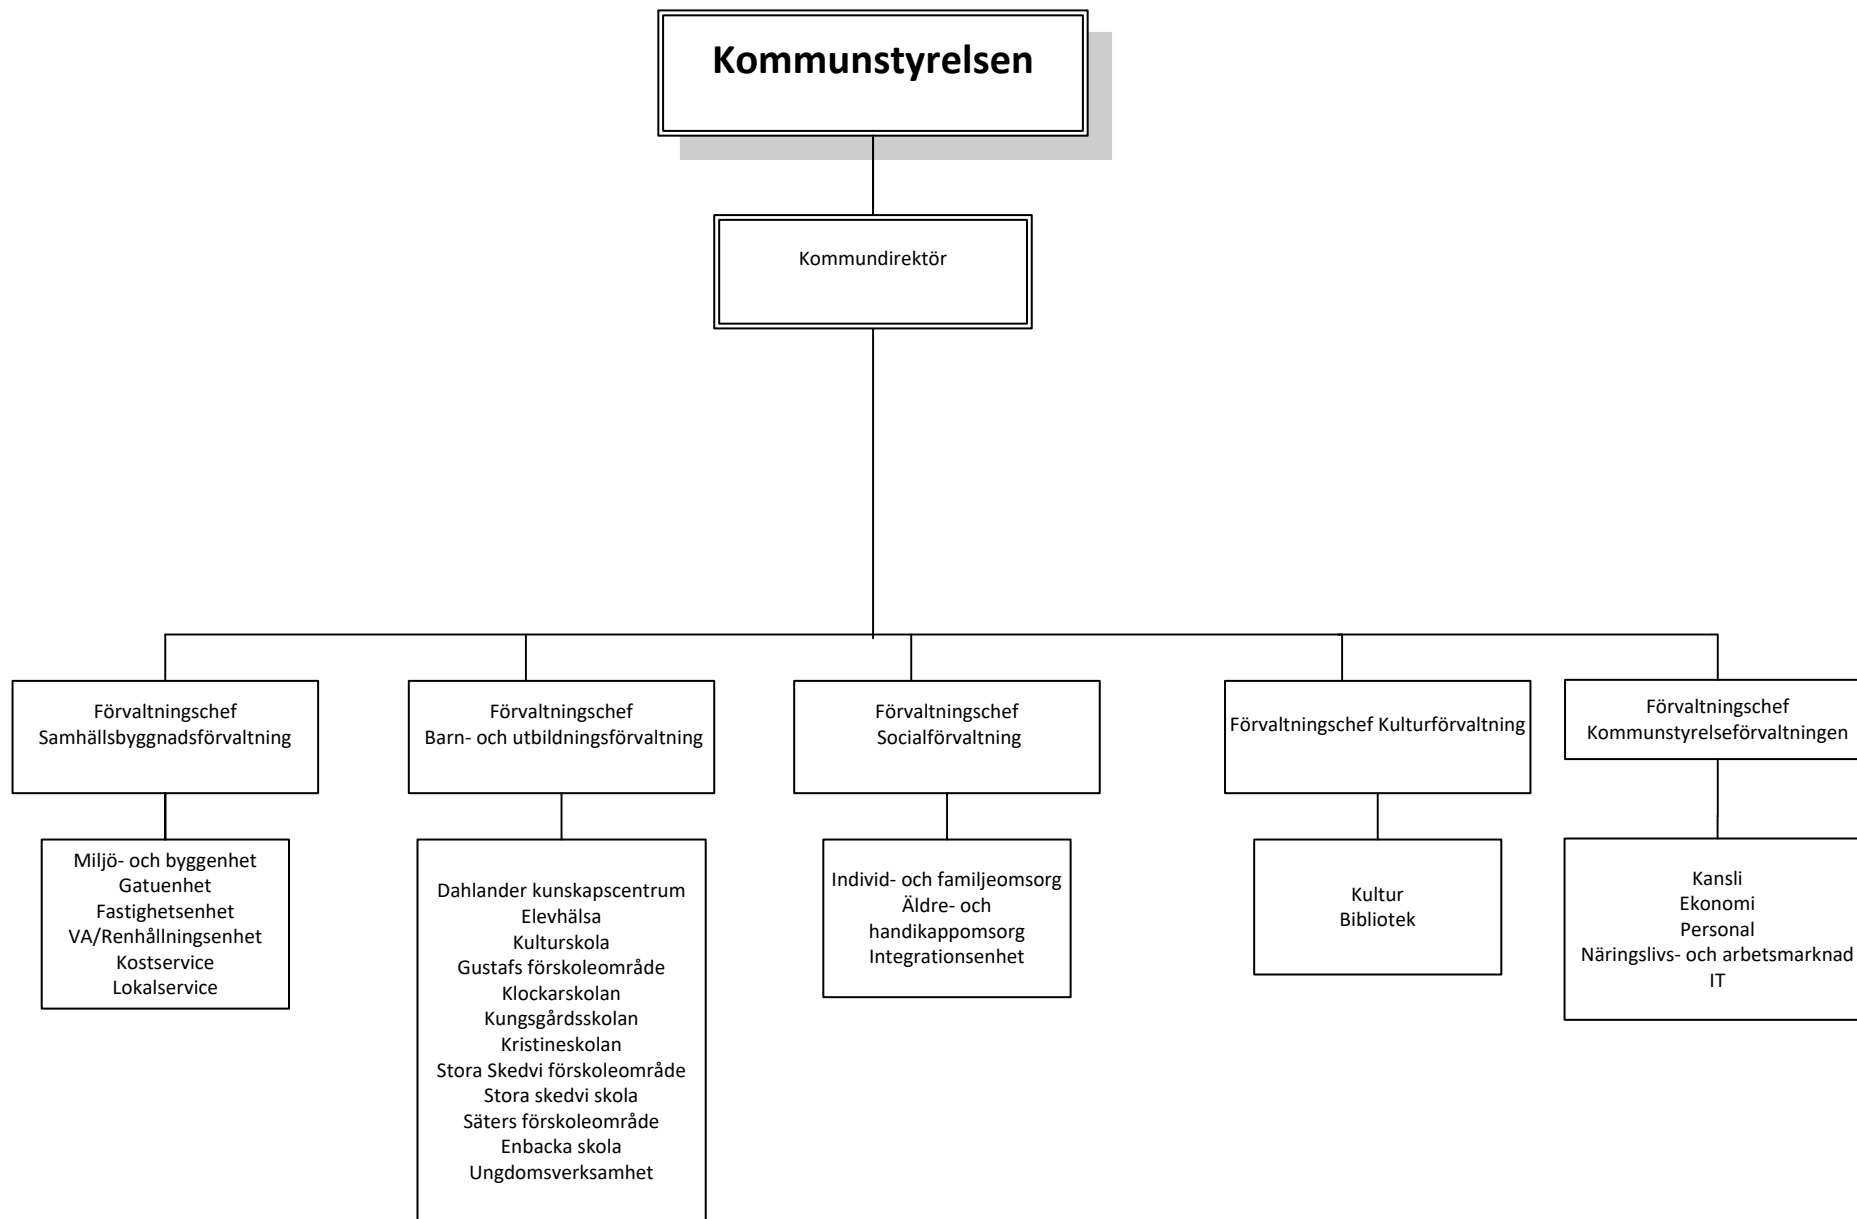 Kommunstyrelsen
Kommundirektör
Förvaltningschef
Samhällsbyggnadsförvaltning
Förvaltningschef
Barn- och utbildningsförvaltning
Förvaltningschef
Socialförvaltning
Förvaltningschef Kulturförvaltning
Förvaltningschef
Kommunstyrelseförvaltningen
Miljö- och byggenhet
Gatuenhet
Fastighetsenhet
VA/Renhållningsenhet
Kostservice
Lokalservice
Dahlander kunskapscentrum
Elevhälsa
Kulturskola
Gustafs förskoleområde
Klockarskolan
Kungsgårdsskolan
Kristineskolan
Stora Skedvi förskoleområde
Stora skedvi skola
Säters förskoleområde
Enbacka skola
Ungdomsverksamhet
Individ- och familjeomsorg
Äldre- och
handikappomsorg
Integrationsenhet
Kultur
Bibliotek
Kansli
Ekonomi
Personal
Näringslivs- och arbetsmarknad
IT